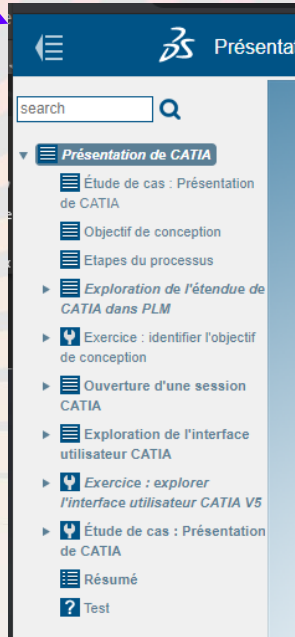 Présenta
search
Présentation de CATIA
Étude de cas : Présentation
de CATIA
Objectif de conception
Etapes du processus
Exploration de l'étendue de
CATIA dans PLM
Exercice : identifier l'objectif
de conception
Ouverture d'une session
CATIA
Exploration de l'interface
utilisateur CATIA
Exercice : explorer
l'interface utilisateur CATIA V5
Étude de cas : Présentation
de CATIA
Résumé
? Test